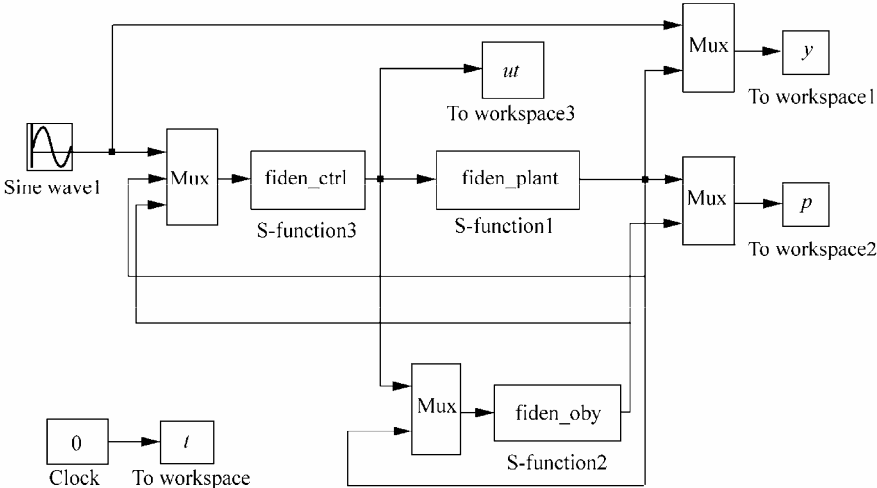 Mux
y
To workspace1
ut
To workspace3
Sine wave1
Mux
fiden_ctrl
S-function3
fiden_plant
S-function1
Mux
p
To workspace2
Mux
fiden_oby
S-function2
0
Clock
t
To workspace